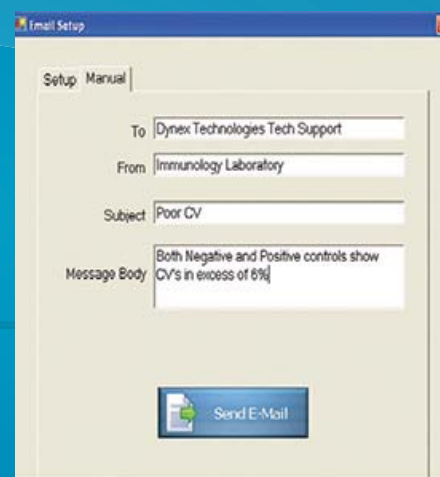 Email Setup
Setup Manual
To Dynex Technologies Tech Support
From Immunology Laboratory
Subject Poor CV
Message Body Both Negative and Positive controls show
CV's in excess of 6%
Send E-Mail